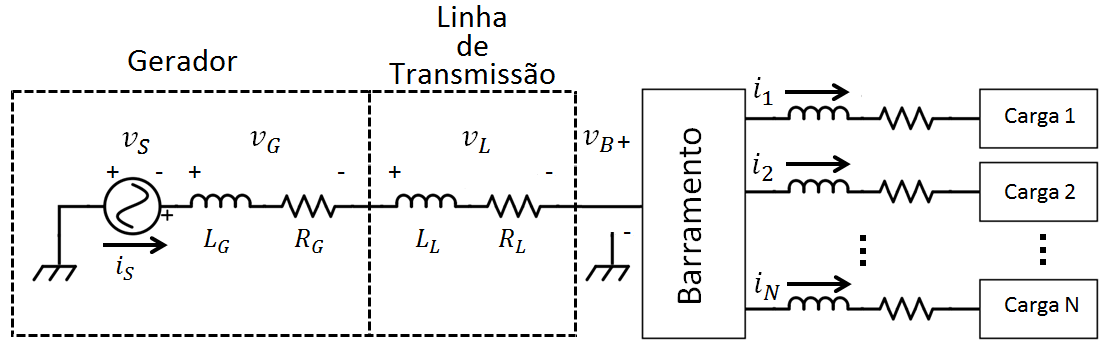 Linha
de
Transmissão
Gerador
v_S
+ -
v_G
+ -
v_L
+ -
v_B +
-
+
L_G R_G
L_L R_L
i_S
Barramento
i_1
Carga 1
i_2
Carga 2
⋮ ⋮
i_N
Carga N